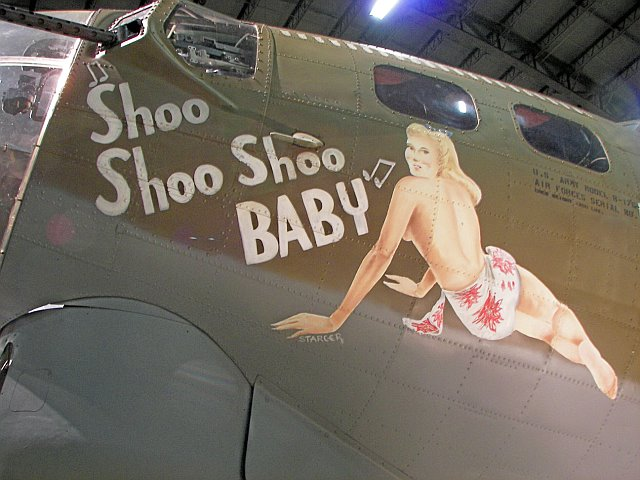 Shoo
Shoo Shoo
BABY
STARCER
U.S. ARMY MODEL B-17
AIR FORCES SERIAL NO.